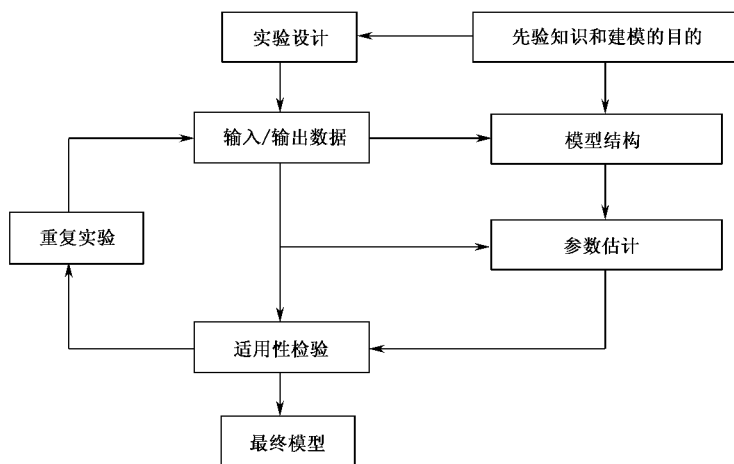 实验设计
先验知识和建模的目的
输入/输出数据
模型结构
重复实验
参数估计
适用性检验
最终模型